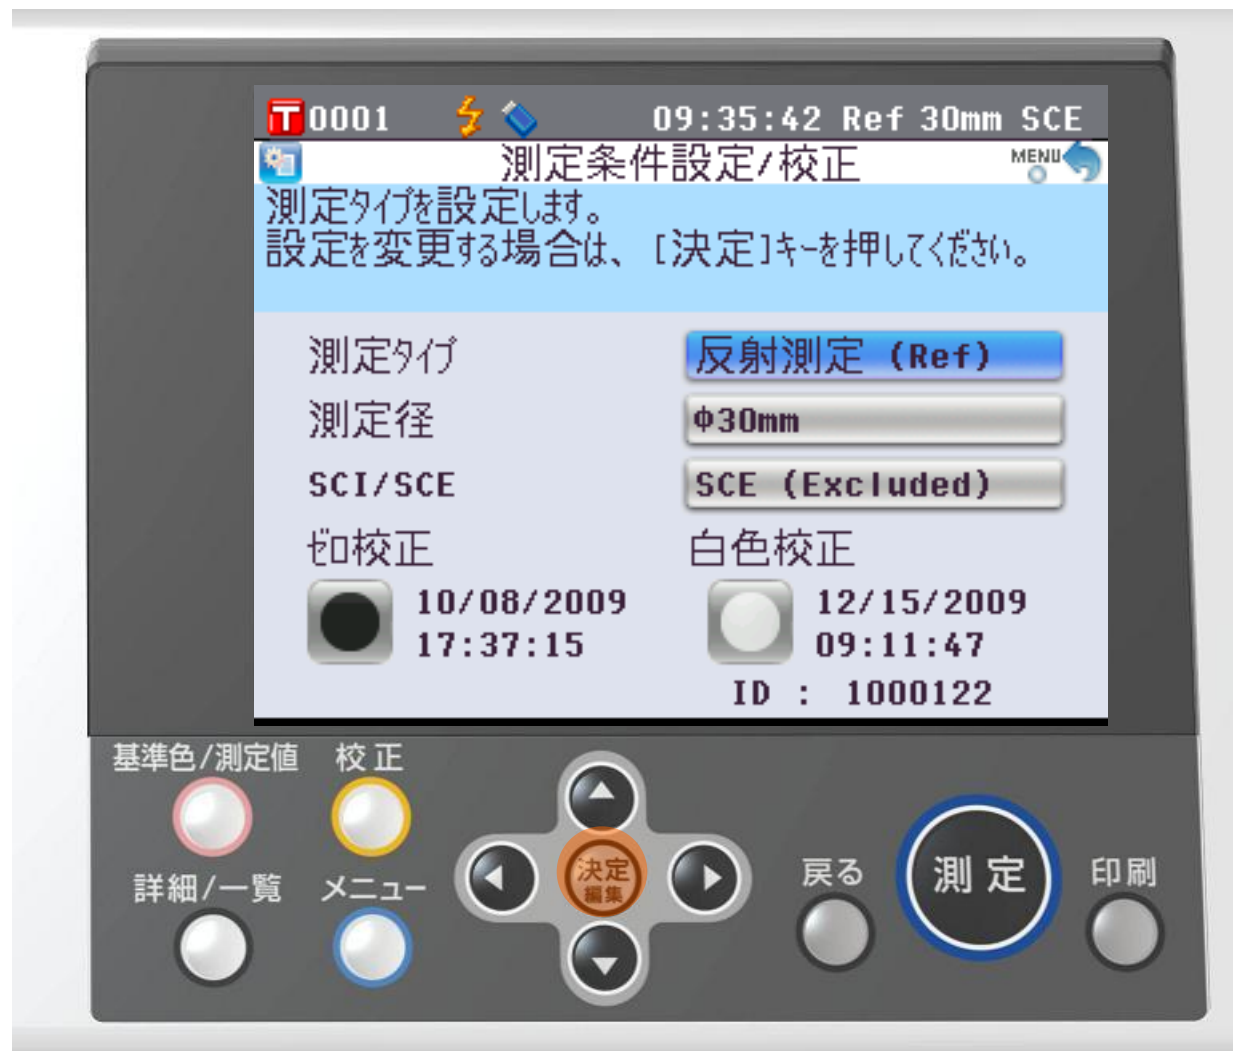 T 0001 09:35:42 Ref 30mm SCE
測定条件設定/校正 MENU
測定ﾀｲﾌﾟを設定します。
設定を変更する場合は、［決定］ｷｰを押してください。
測定ﾀｲﾌﾟ 反射測定 (Ref)
測定径 φ30mm
SCI/SCE SCE (Excluded)
ｾﾞﾛ校正 白色校正
10/08/2009 12/15/2009
17:37:15 09:11:47
ID : 1000122
基準色/測定値 校正
詳細/一覧 メニュー
決定
編集
戻る 測定 印刷